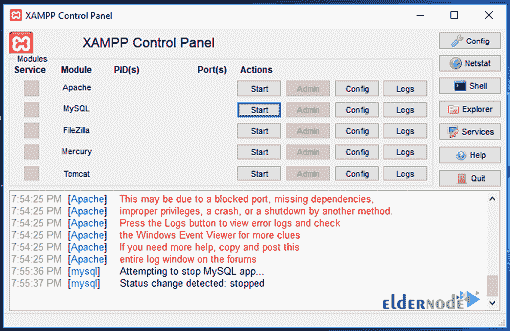 XAMPP Control Panel
XAMPP Control Panel
Modules
Service Module PID(s) Port(s) Actions
Apache Start Admin Config Logs
MySQL Start Admin Config Logs
FileZilla Start Admin Config Logs
Mercury Start Admin Config Logs
Tomcat Start Admin Config Logs
Config
Netstat
Shell
Explorer
Services
Help
Quit
7:54:25 PM [Apache] This may be due to a blocked port, missing dependencies,
7:54:25 PM [Apache] improper privileges, a crash, or a shutdown by another method.
7:54:25 PM [Apache] Press the Logs button to view error logs and check
7:54:25 PM [Apache] the Windows Event Viewer for more clues
7:54:25 PM [Apache] If you need more help, copy and post this
7:54:25 PM [Apache] entire log window on the forums
7:55:36 PM [mysql] Attempting to stop MySQL app...
7:55:37 PM [mysql] Status change detected: stopped
eldernode